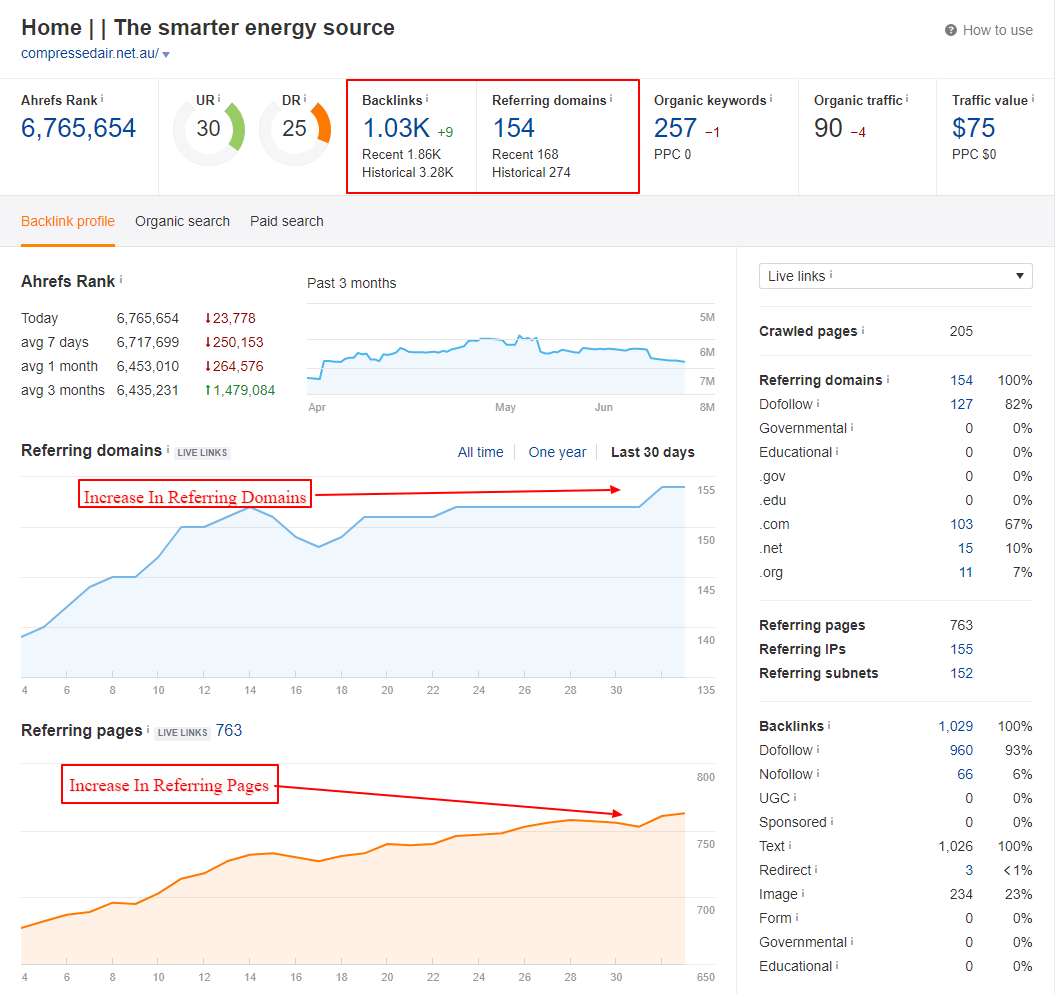 Home | | The smarter energy source
How to use
compressedair.net.au/
Ahrefs Rank
6,765,654
UR
30
DR
25
Backlinks
1.03K +9
Recent 1.86K
Historical 3.28K
Referring domains
154
Recent 168
Historical 274
Organic keywords
257 −1
PPC 0
Organic traffic
90 −4
Traffic value
$75
PPC $0
Backlink profile Organic search Paid search
Ahrefs Rank
Today 6,765,654 ↓23,778
avg 7 days 6,717,699 ↓250,153
avg 1 month 6,453,010 ↓264,576
avg 3 months 6,435,231 ↑1,479,084
Past 3 months
5M
6M
7M
8M
Apr May Jun
Referring domains LIVE LINKS
All time One year Last 30 days
Increase In Referring Domains
155
150
145
140
135
4 6 8 10 12 14 16 18 20 22 24 26 28 30
Referring pages LIVE LINKS 763
Increase In Referring Pages
800
750
700
650
4 6 8 10 12 14 16 18 20 22 24 26 28 30
Live links
Crawled pages 205
Referring domains 154 100%
Dofollow 127 82%
Governmental 0 0%
Educational 0 0%
.gov 0 0%
.edu 0 0%
.com 103 67%
.net 15 10%
.org 11 7%
Referring pages 763
Referring IPs 155
Referring subnets 152
Backlinks 1,029 100%
Dofollow 960 93%
Nofollow 66 6%
UGC 0 0%
Sponsored 0 0%
Text 1,026 100%
Redirect 3 <1%
Image 234 23%
Form 0 0%
Governmental 0 0%
Educational 0 0%